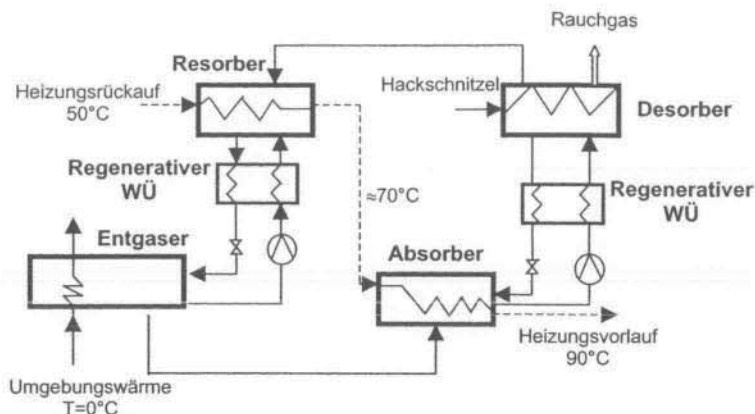 Rauchgas
Resorber
Heizungsrückauf
50°C
Hackschnitzel
Desorber
Regenerativer
WÜ
≈70°C
Regenerativer
WÜ
Entgaser
Absorber
Umgebungswärme
T=0°C
Heizungsvorlauf
90°C